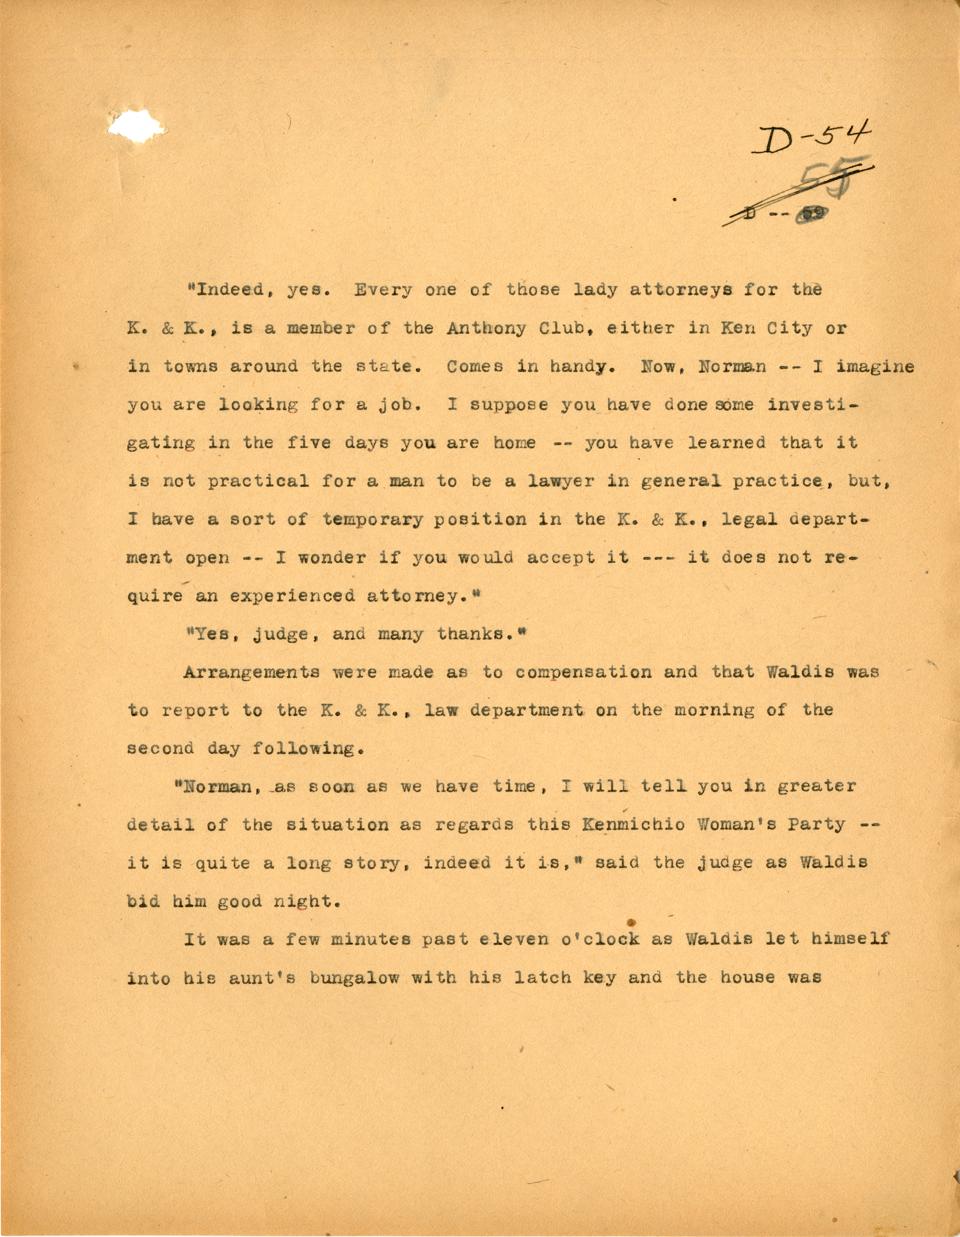 D-54
55
D -- 59
"Indeed, yes. Every one of those lady attorneys for the
K. & K., is a member of the Anthony Club, either in Ken City or
in towns around the state. Comes in handy. Now, Norman -- I imagine
you are looking for a job. I suppose you have done some investi-
gating in the five days you are home -- you have learned that it
is not practical for a man to be a lawyer in general practice, but,
I have a sort of temporary position in the K. & K., legal depart-
ment open -- I wonder if you would accept it --- it does not re-
quire an experienced attorney."
"Yes, judge, and many thanks."
Arrangements were made as to compensation and that Waldis was
to report to the K. & K., law department on the morning of the
second day following.
"Norman, as soon as we have time, I will tell you in greater
detail of the situation as regards this Kenmichio Woman's Party --
it is quite a long story, indeed it is," said the judge as Waldis
bid him good night.
It was a few minutes past eleven o'clock as Waldis let himself
into his aunt's bungalow with his latch key and the house was